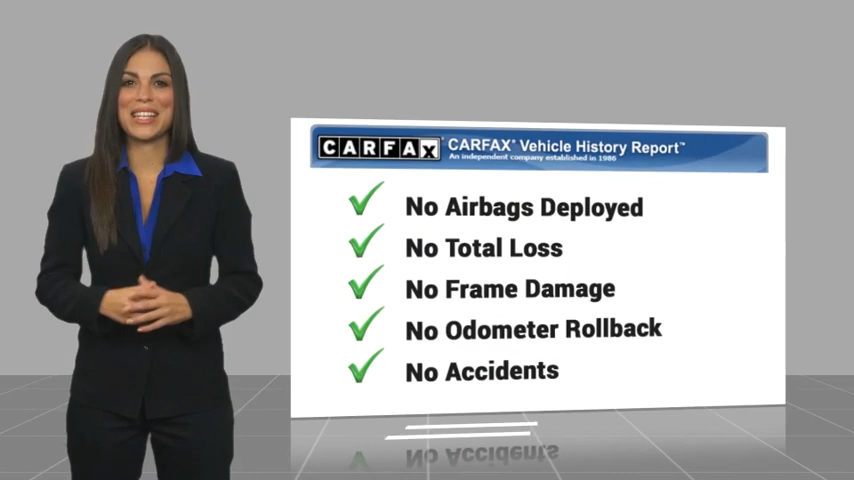 CARFAX® CARFAX® Vehicle History Report™
An independent company established in 1986
No Airbags Deployed
No Total Loss
No Frame Damage
No Odometer Rollback
No Accidents
No Accidents